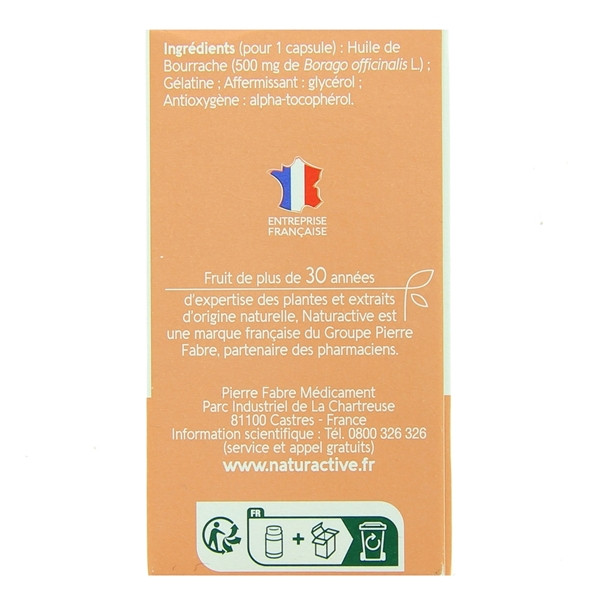 Ingrédients (pour 1 capsule) : Huile de
Bourrache (500 mg de Borago officinalis L.) ;
Gélatine ; Affermissant : glycérol ;
Antioxygène : alpha-tocophérol.
ENTREPRISE
FRANÇAISE
Fruit de plus de 30 années
d'expertise des plantes et extraits
d'origine naturelle, Naturactive est
une marque française du Groupe Pierre
Fabre, partenaire des pharmaciens.
Pierre Fabre Médicament
Parc Industriel de La Chartreuse
81100 Castres - France
Information scientifique : Tél. 0800 326 326
(service et appel gratuits)
www.naturactive.fr
FR
+